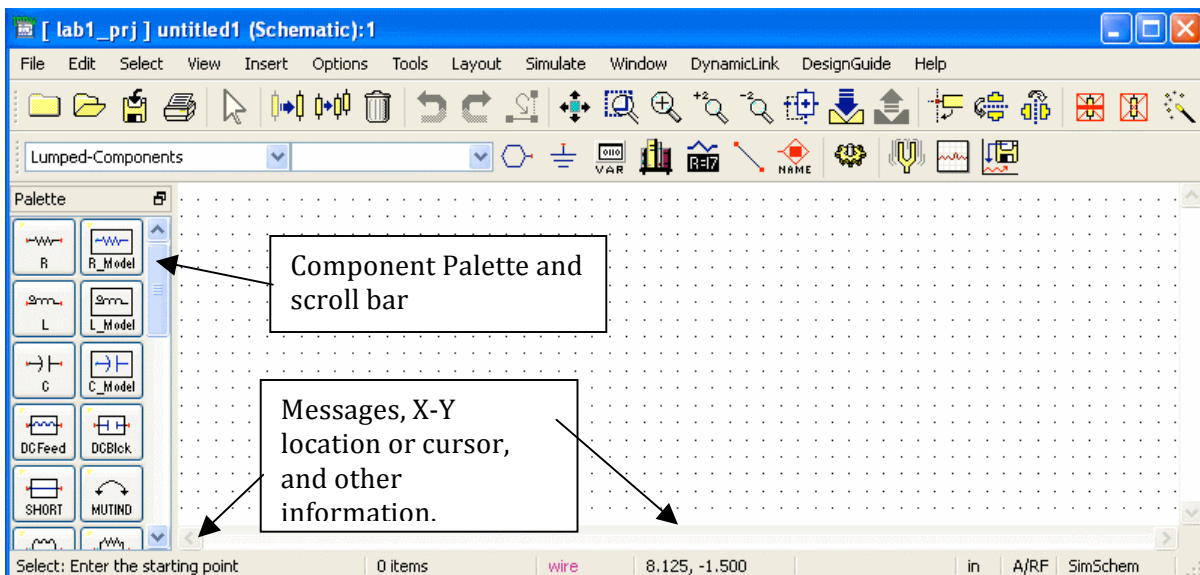 [ lab1_prj ] untitled1 (Schematic):1
File Edit Select View Insert Options Tools Layout Simulate Window DynamicLink DesignGuide Help
+2 -2
Lumped-Components
VAR
NAME
Palette
R R_Model
L L_Model
C C_Model
DCFeed DCBlck
SHORT MUTIND
Component Palette and
scroll bar
Messages, X-Y
location or cursor,
and other
information.
Select: Enter the starting point 0 items wire 8.125, -1.500 in A/RF SimSchem